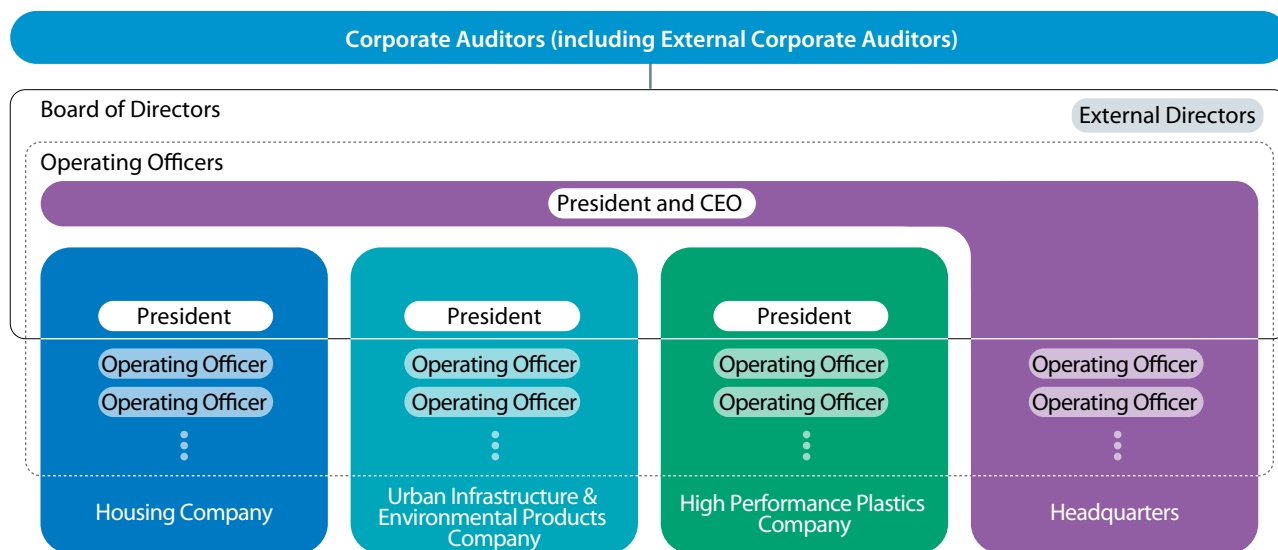 Corporate Auditors (including External Corporate Auditors)
Board of Directors
External Directors
Operating Officers
President and CEO
President
President
President
Operating Officer
Operating Officer
Operating Officer
Operating Officer
Operating Officer
Operating Officer
Operating Officer
Operating Officer
Housing Company
Urban Infrastructure &
Environmental Products
Company
High Performance Plastics
Company
Headquarters